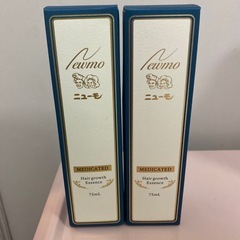 Newmo
ニューモ
MEDICATED
Hair growth
Essence
75mL
Newmo
ニューモ
MEDICATED
Hair growth
Essence
75mL